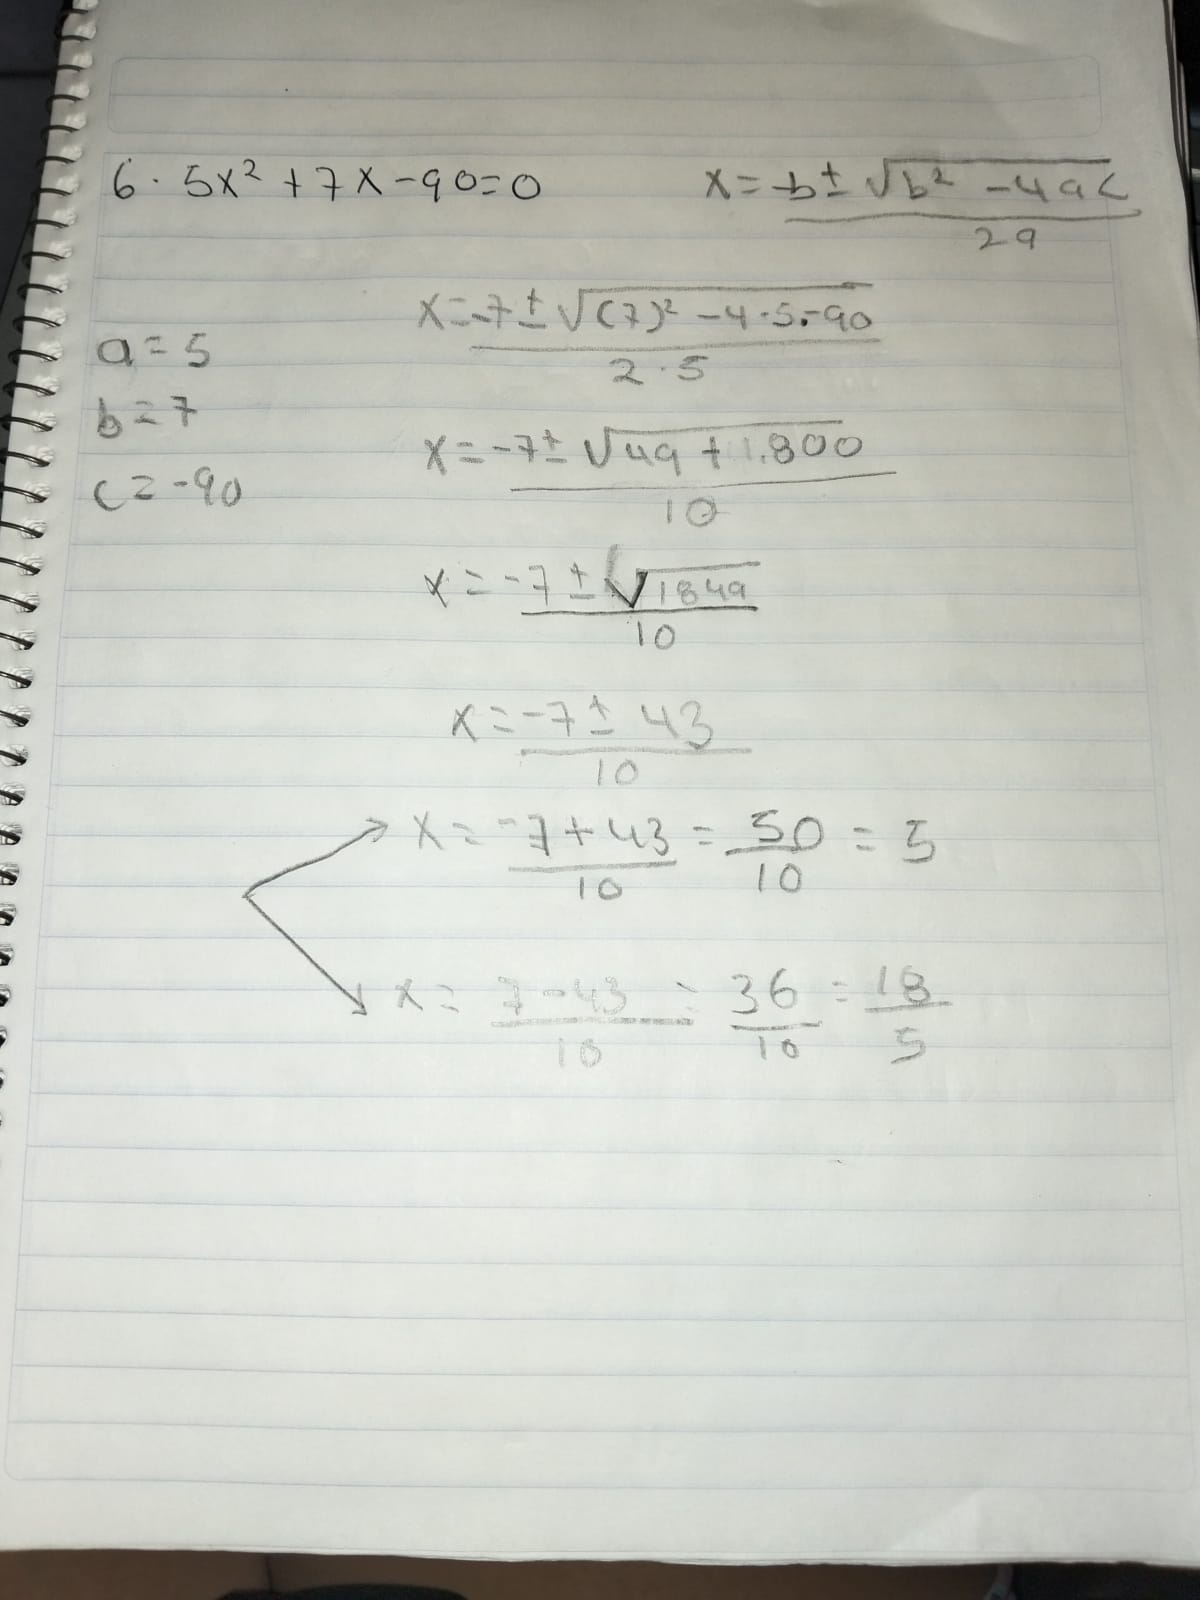 6. 5x² + 7x - 90 = 0
x = -b ± √b² - 4ac
2a
x = -7 ± √(7)² - 4 · 5 · -90
2 · 5
a = 5
b = 7
c = -90
x = -7 ± √49 + 1.800
10
x = -7 ± √1849
10
x = -7 ± 43
10
x = -7 + 43 = 50 = 5
10 10
x = 7 - 43 = 36 = 18
10 10 5